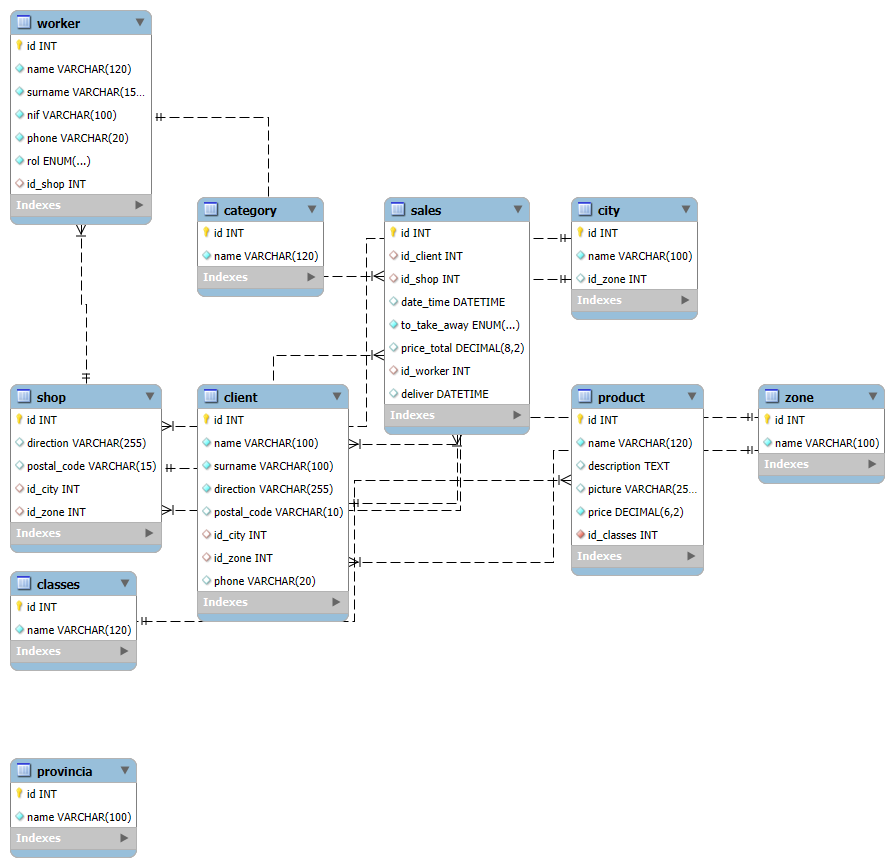 worker
id INT
name VARCHAR(120)
surname VARCHAR(15...
nif VARCHAR(100)
phone VARCHAR(20)
rol ENUM(...)
id_shop INT
Indexes
category
id INT
name VARCHAR(120)
Indexes
sales
id INT
id_client INT
id_shop INT
date_time DATETIME
to_take_away ENUM(...)
price_total DECIMAL(8,2)
id_worker INT
deliver DATETIME
Indexes
city
id INT
name VARCHAR(100)
id_zone INT
Indexes
shop
id INT
direction VARCHAR(255)
postal_code VARCHAR(15)
id_city INT
id_zone INT
Indexes
client
id INT
name VARCHAR(100)
surname VARCHAR(100)
direction VARCHAR(255)
postal_code VARCHAR(10)
id_city INT
id_zone INT
phone VARCHAR(20)
Indexes
product
id INT
name VARCHAR(120)
description TEXT
picture VARCHAR(25...
price DECIMAL(6,2)
id_classes INT
Indexes
zone
id INT
name VARCHAR(100)
Indexes
classes
id INT
name VARCHAR(120)
Indexes
provincia
id INT
name VARCHAR(100)
Indexes